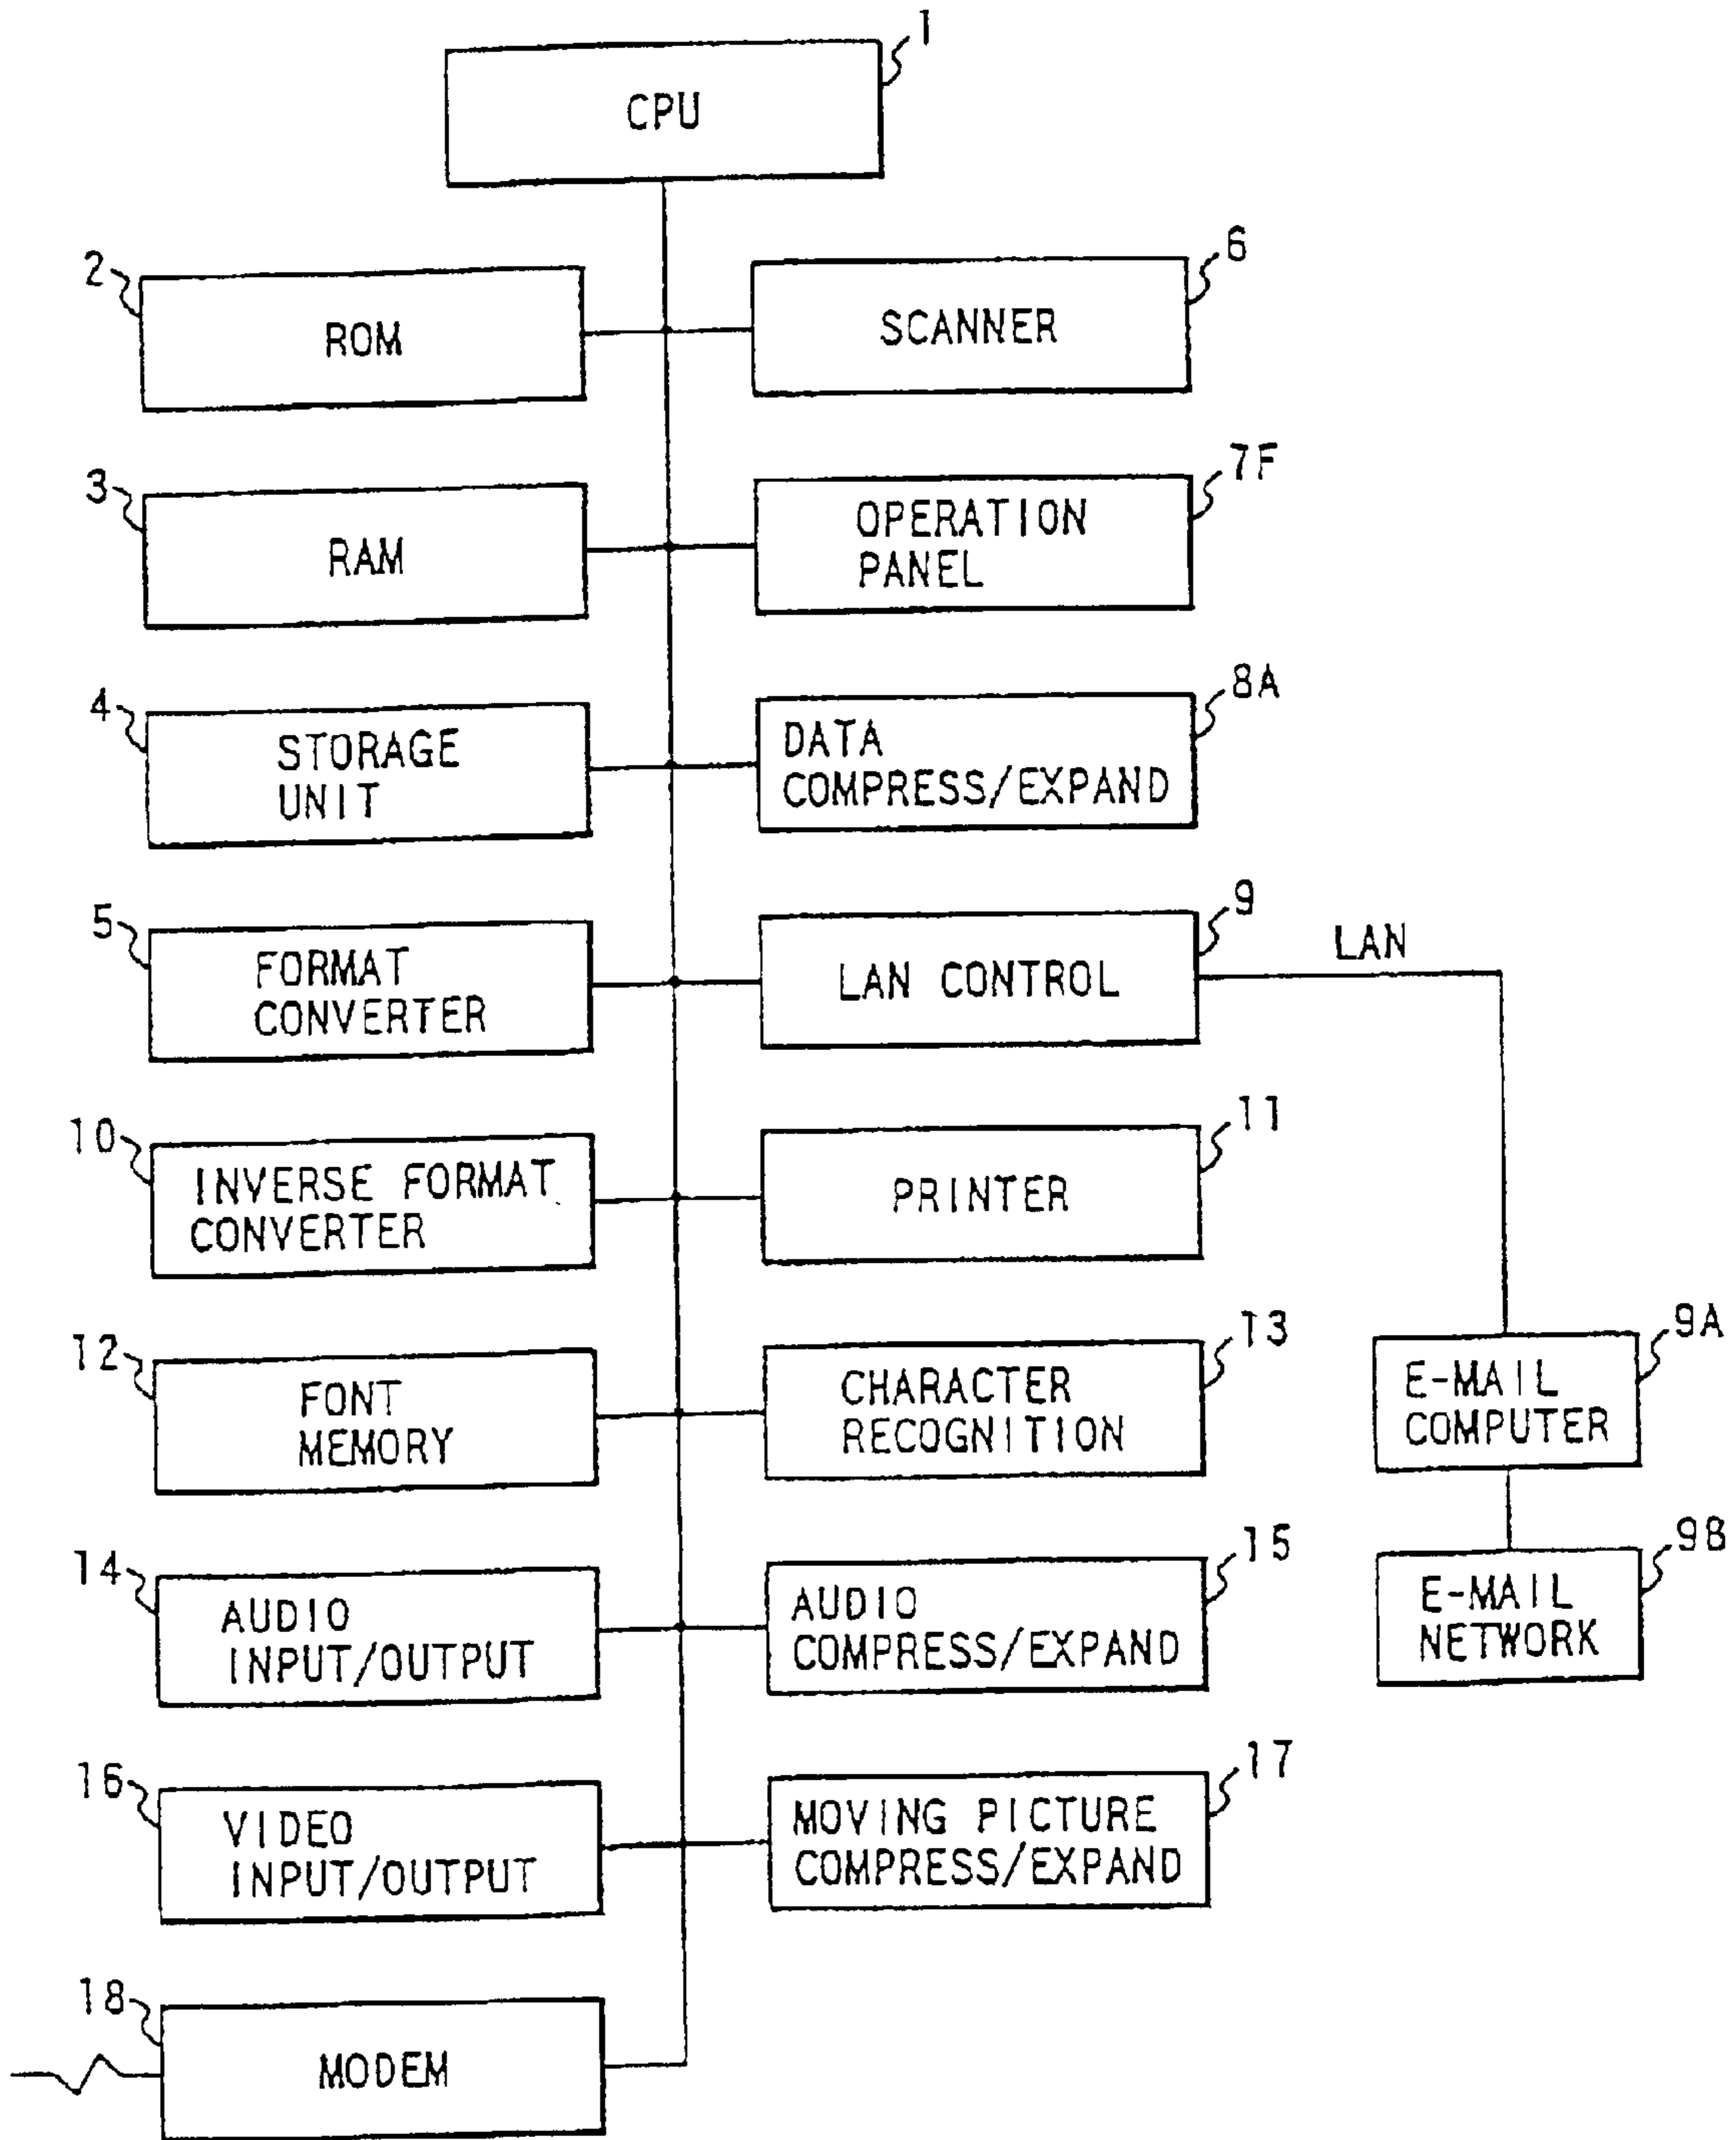 1
CPU
2
ROM
6
SCANNER
3
RAM
7F
OPERATION
PANEL
4
STORAGE
UNIT
8A
DATA
COMPRESS/EXPAND
5
FORMAT
CONVERTER
9
LAN CONTROL
LAN
10
INVERSE FORMAT
CONVERTER
11
PRINTER
12
FONT
MEMORY
13
CHARACTER
RECOGNITION
9A
E-MAIL
COMPUTER
14
AUDIO
INPUT/OUTPUT
15
AUDIO
COMPRESS/EXPAND
9B
E-MAIL
NETWORK
16
VIDEO
INPUT/OUTPUT
17
MOVING PICTURE
COMPRESS/EXPAND
18
MODEM